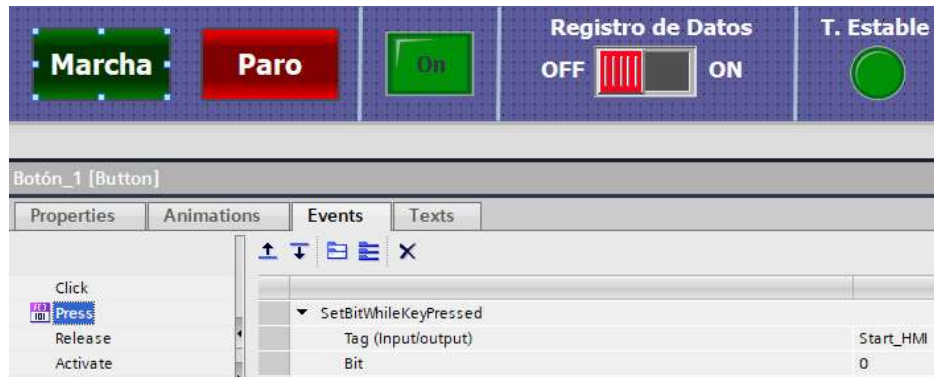 Marcha
Paro
On
Registro de Datos
OFF
ON
T. Estable
Botón_1 [Button]
Properties
Animations
Events
Texts
Click
Press
Release
Activate
SetBitWhileKeyPressed
Tag (Input/output)
Start_HMI
Bit
0